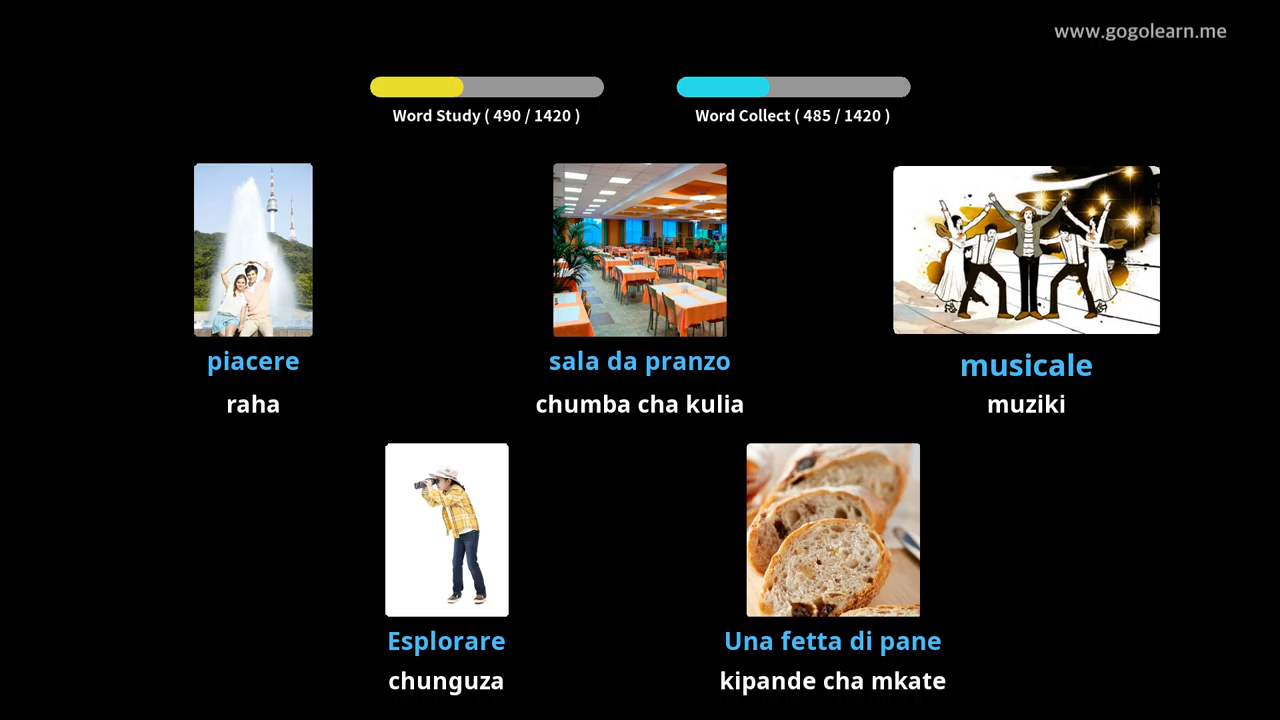 www.gogolearn.me
Word Study ( 490 / 1420 )
Word Collect ( 485 / 1420 )
piacere
raha
sala da pranzo
chumba cha kulia
musicale
muziki
Esplorare
chunguza
Una fetta di pane
kipande cha mkate